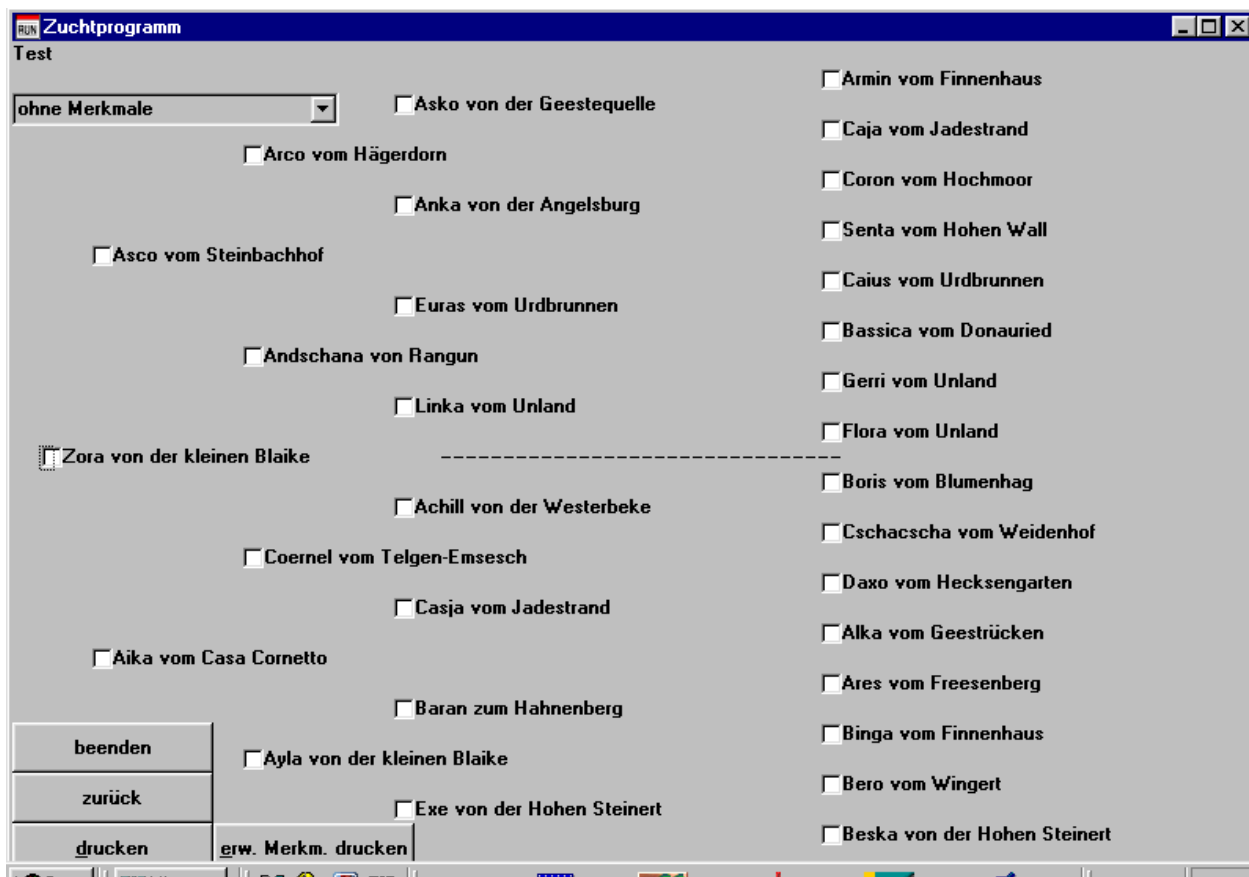 RUN Zuchtprogramm
Test
Armin vom Finnenhaus
ohne Merkmale
Asko von der Geestequelle
Caja vom Jadestrand
Arco vom Hägerdorn
Coron vom Hochmoor
Anka von der Angelsburg
Senta vom Hohen Wall
Asco vom Steinbachhof
Caius vom Urdbrunnen
Euras vom Urdbrunnen
Bassica vom Donauried
Andschana von Rangun
Gerri vom Unland
Linka vom Unland
Flora vom Unland
Zora von der kleinen Blaike
--------------------------------
Boris vom Blumenhag
Achill von der Westerbeke
Cschacscha vom Weidenhof
Coernel vom Telgen-Emsesch
Daxo vom Hecksengarten
Casja vom Jadestrand
Alka vom Geestrücken
Aika vom Casa Cornetto
Ares vom Freesenberg
Baran zum Hahnenberg
Binga vom Finnenhaus
beenden
Ayla von der kleinen Blaike
Bero vom Wingert
zurück
Exe von der Hohen Steinert
Beska von der Hohen Steinert
drucken
erw. Merkm. drucken